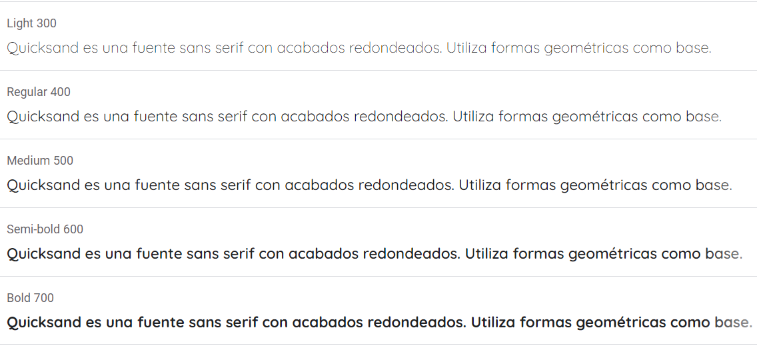 Light 300
Quicksand es una fuente sans serif con acabados redondeados. Utiliza formas geométricas como base.
Regular 400
Quicksand es una fuente sans serif con acabados redondeados. Utiliza formas geométricas como base.
Medium 500
Quicksand es una fuente sans serif con acabados redondeados. Utiliza formas geométricas como base.
Semi-bold 600
Quicksand es una fuente sans serif con acabados redondeados. Utiliza formas geométricas como base.
Bold 700
Quicksand es una fuente sans serif con acabados redondeados. Utiliza formas geométricas como base.